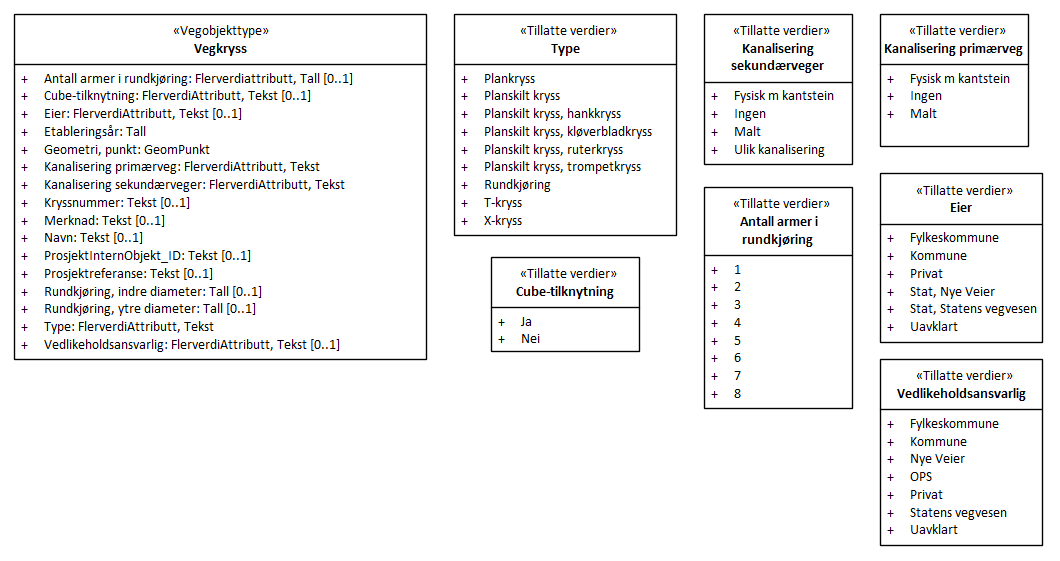 «Vegobjekttype»
Vegkryss
+ Antall armer i rundkjøring: Flerverdiattributt, Tall [0..1]
+ Cube-tilknytning: FlerverdiAttributt, Tekst [0..1]
+ Eier: FlerverdiAttributt, Tekst [0..1]
+ Etableringsår: Tall
+ Geometri, punkt: GeomPunkt
+ Kanalisering primærveg: FlerverdiAttributt, Tekst
+ Kanalisering sekundærveger: FlerverdiAttributt, Tekst
+ Kryssnummer: Tekst [0..1]
+ Merknad: Tekst [0..1]
+ Navn: Tekst [0..1]
+ ProsjektInternObjekt_ID: Tekst [0..1]
+ Prosjektreferanse: Tekst [0..1]
+ Rundkjøring, indre diameter: Tall [0..1]
+ Rundkjøring, ytre diameter: Tall [0..1]
+ Type: FlerverdiAttributt, Tekst
+ Vedlikeholdsansvarlig: FlerverdiAttributt, Tekst [0..1]
«Tillatte verdier»
Type
+ Plankryss
+ Planskilt kryss
+ Planskilt kryss, hankkryss
+ Planskilt kryss, kløverbladkryss
+ Planskilt kryss, ruterkryss
+ Planskilt kryss, trompetkryss
+ Rundkjøring
+ T-kryss
+ X-kryss
«Tillatte verdier»
Cube-tilknytning
+ Ja
+ Nei
«Tillatte verdier»
Kanalisering
sekundærveger
+ Fysisk m kantstein
+ Ingen
+ Malt
+ Ulik kanalisering
«Tillatte verdier»
Antall armer i
rundkjøring
+ 1
+ 2
+ 3
+ 4
+ 5
+ 6
+ 7
+ 8
«Tillatte verdier»
Kanalisering primærveg
+ Fysisk m kantstein
+ Ingen
+ Malt
«Tillatte verdier»
Eier
+ Fylkeskommune
+ Kommune
+ Privat
+ Stat, Nye Veier
+ Stat, Statens vegvesen
+ Uavklart
«Tillatte verdier»
Vedlikeholdsansvarlig
+ Fylkeskommune
+ Kommune
+ Nye Veier
+ OPS
+ Privat
+ Statens vegvesen
+ Uavklart